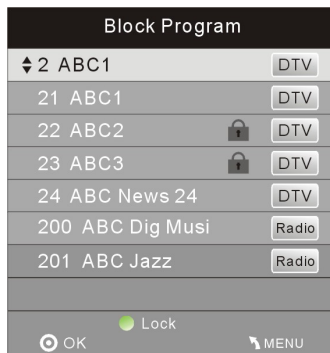 Block Program
2 ABC1 DTV
21 ABC1 DTV
22 ABC2 DTV
23 ABC3 DTV
24 ABC News 24 DTV
200 ABC Dig Musi Radio
201 ABC Jazz Radio
Lock
OK MENU